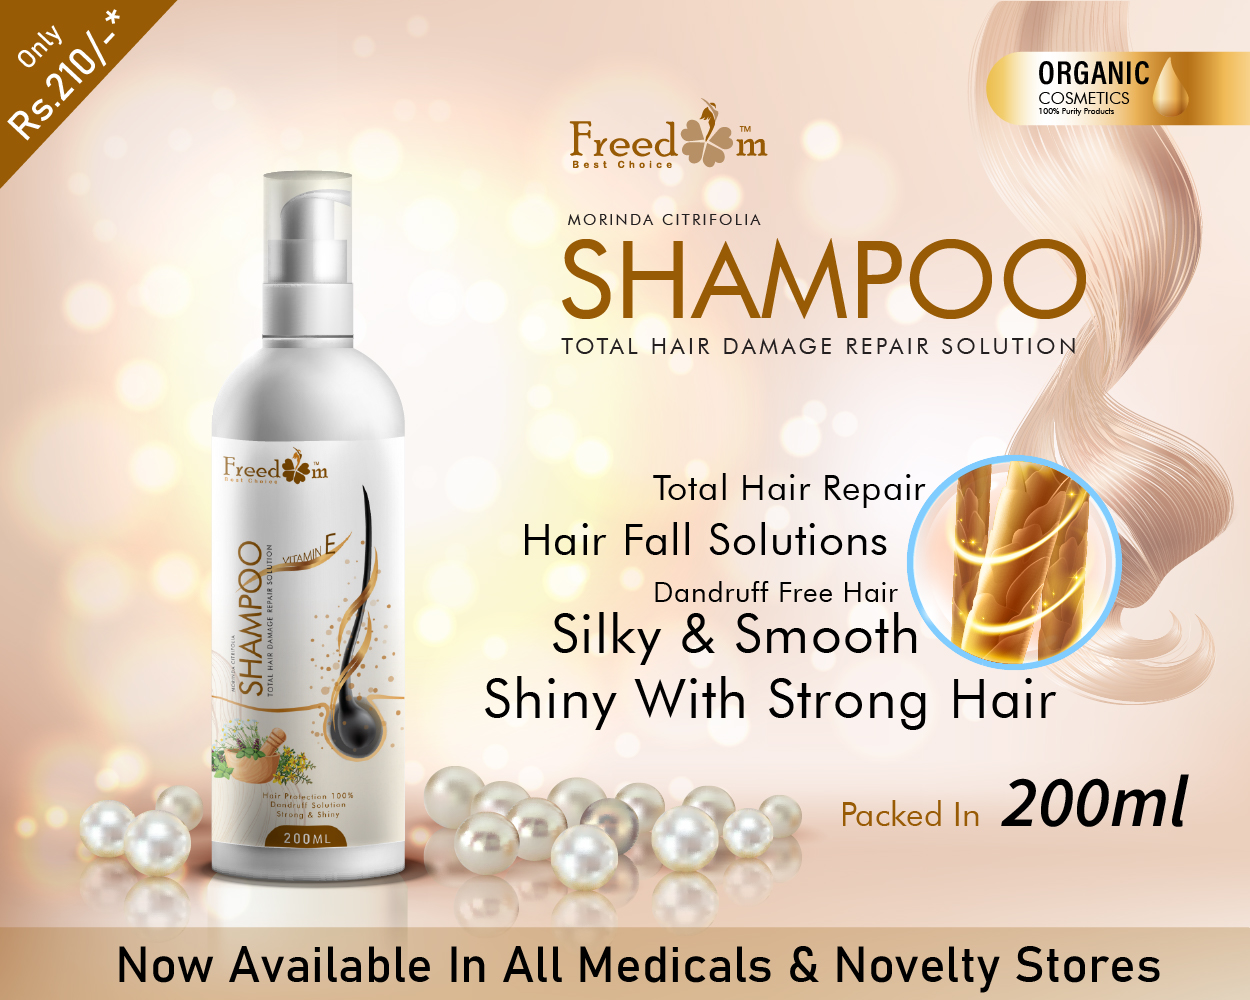 Only
Rs.210/-*
ORGANIC
COSMETICS
100% Purity Products
Freedom™
Best Choice
MORINDA CITRIFOLIA
SHAMPOO
TOTAL HAIR DAMAGE REPAIR SOLUTION
Total Hair Repair
Hair Fall Solutions
Dandruff Free Hair
Silky & Smooth
Shiny With Strong Hair
Packed In 200ml
Freedom™
Best Choice
VITAMIN E
MORINDA CITRIFOLIA
SHAMPOO
TOTAL HAIR DAMAGE REPAIR SOLUTION
Hair Protection 100%
Dandruff Solution
Strong & Shiny
200ML
Now Available In All Medicals & Novelty Stores